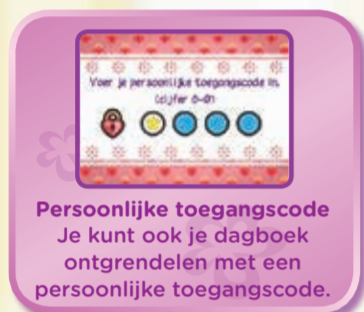 Voer je persoonlijke toegangscode in.
(cijfer 0-9)
Persoonlijke toegangscode
Je kunt ook je dagboek
ontgrendelen met een
persoonlijke toegangscode.